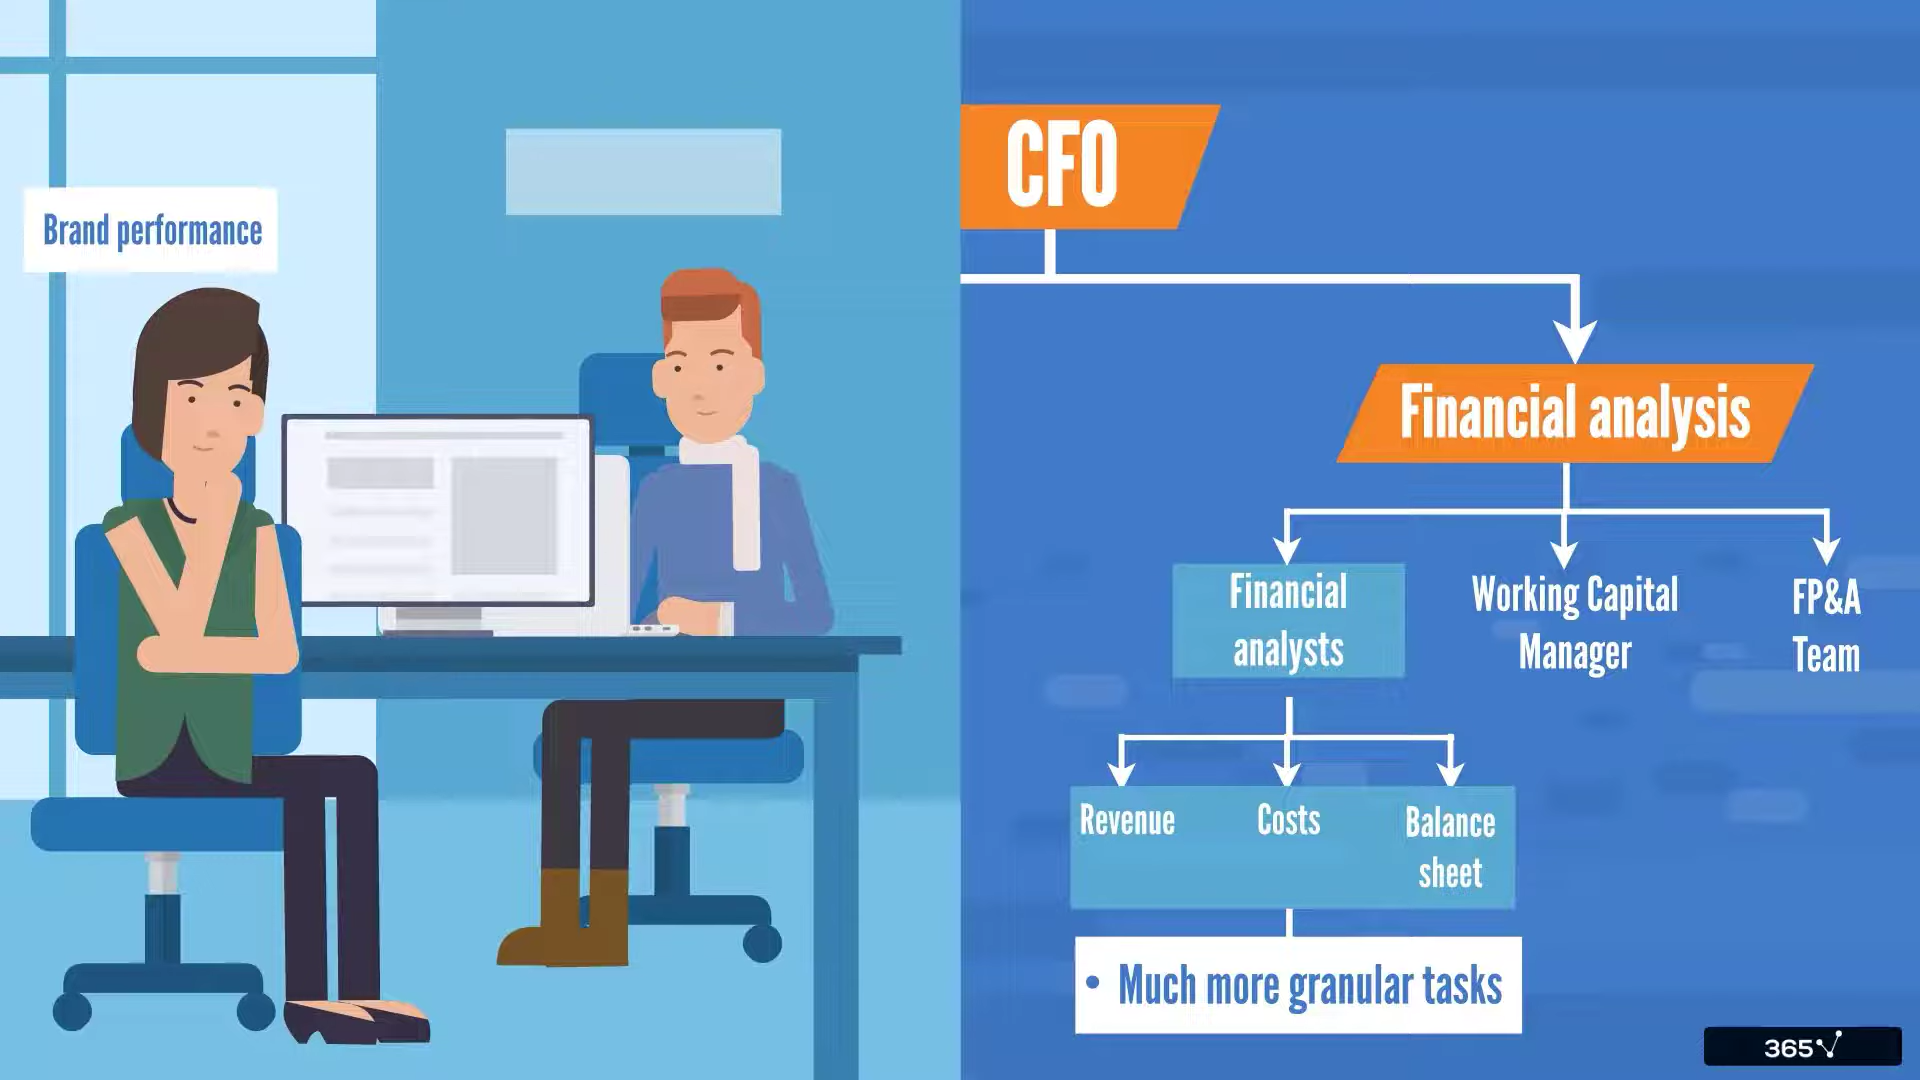 Brand performance
CFO
Financial analysis
Financial
analysts
Working Capital
Manager
FP&A
Team
Revenue
Costs
Balance
sheet
• Much more granular tasks
365